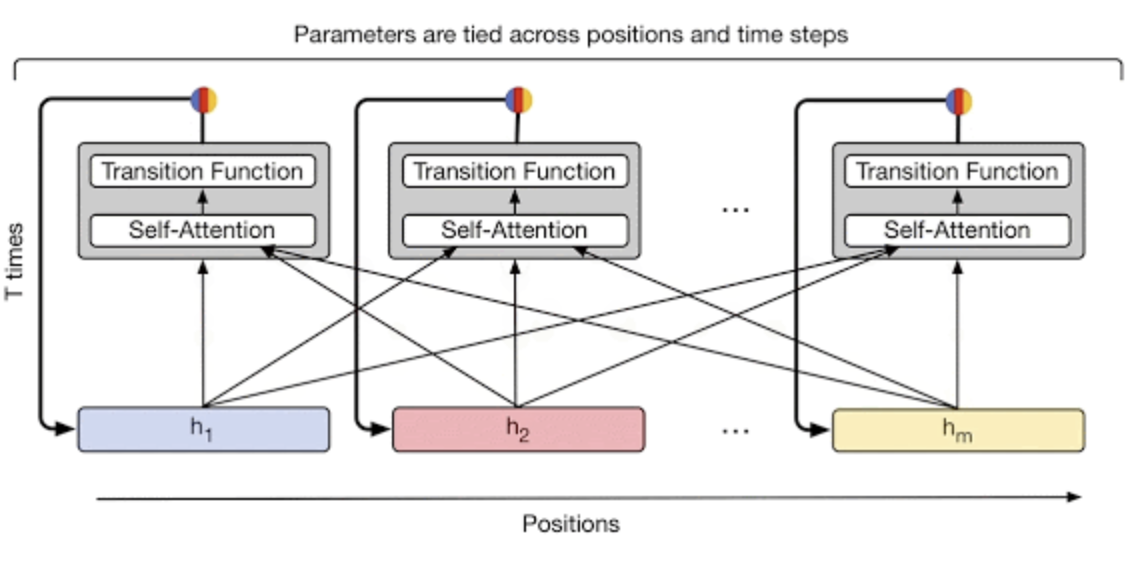 Parameters are tied across positions and time steps
Transition Function
Transition Function
Transition Function
Self-Attention
Self-Attention
...
Self-Attention
T times
h₁
h₂
...
hₘ
Positions